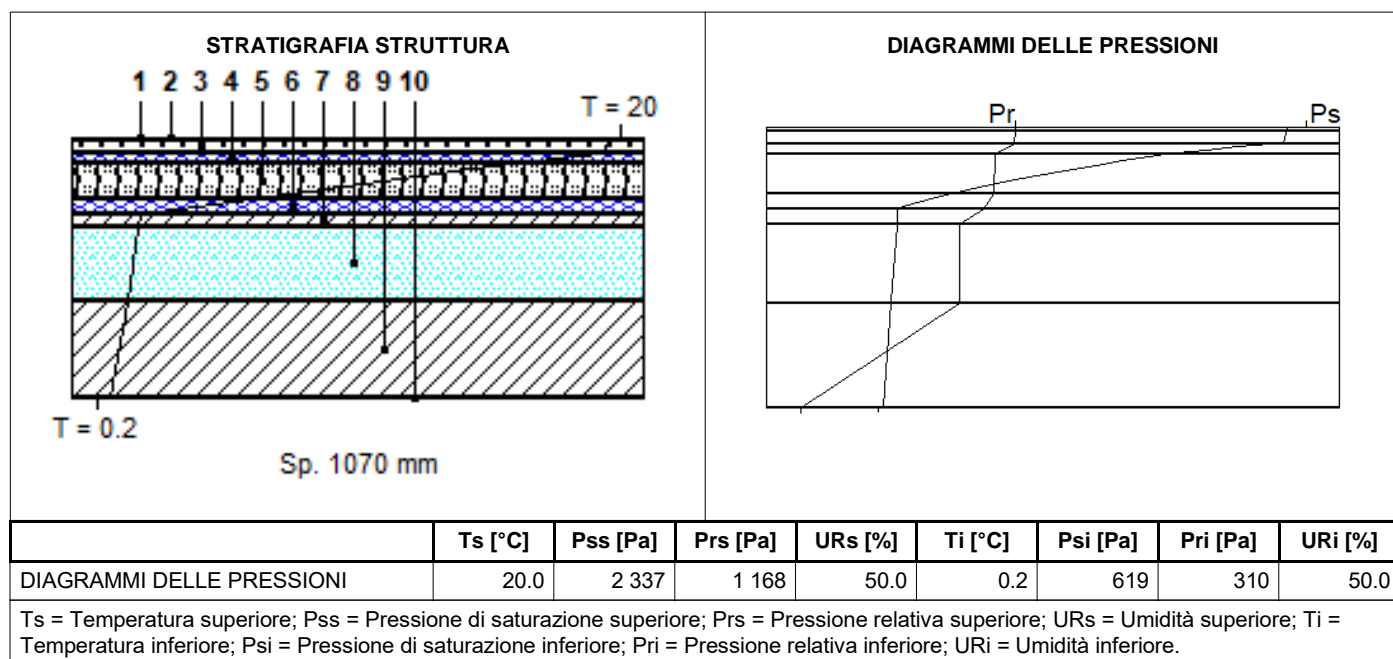 STRATIGRAFIA STRUTTURA
1 2 3 4 5 6 7 8 9 10
T = 20
T = 0.2
Sp. 1070 mm
DIAGRAMMI DELLE PRESSIONI
Pr
Ps
Ts [°C] Pss [Pa] Prs [Pa] URs [%] Ti [°C] Psi [Pa] Pri [Pa] URi [%]
DIAGRAMMI DELLE PRESSIONI 20.0 2 337 1 168 50.0 0.2 619 310 50.0
Ts = Temperatura superiore; Pss = Pressione di saturazione superiore; Prs = Pressione relativa superiore; URs = Umidità superiore; Ti =
Temperatura inferiore; Psi = Pressione di saturazione inferiore; Pri = Pressione relativa inferiore; URi = Umidità inferiore.